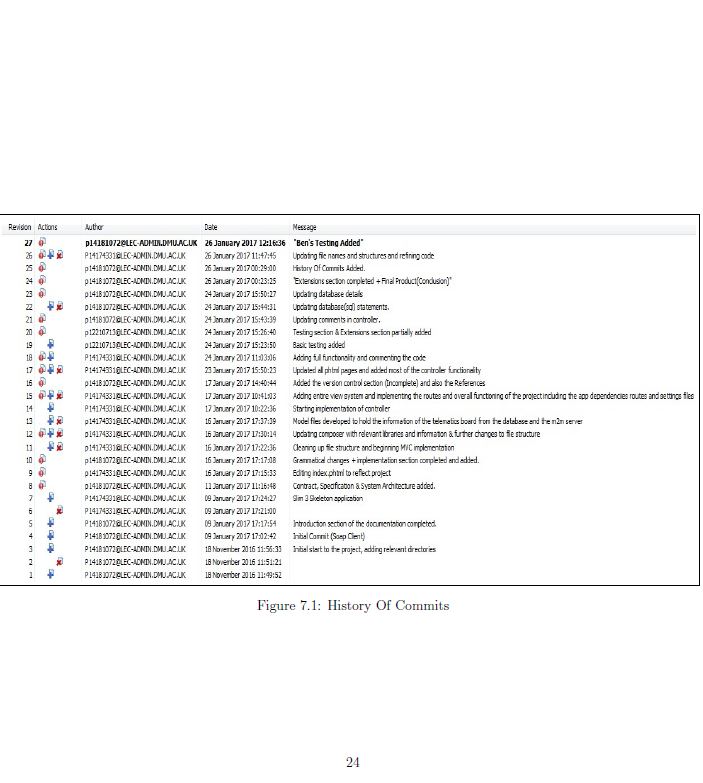 Revision Actions Author Date Message
27 p14181072@LEC-ADMIN.DMU.AC.UK 26 January 2017 12:16:36 "Ben's Testing Added"
26 P14174331@LEC-ADMIN.DMU.AC.UK 26 January 2017 11:47:45 Updating file names and structures and refining code
25 p14181072@LEC-ADMIN.DMU.AC.UK 26 January 2017 00:29:00 History Of Commits Added.
24 p14181072@LEC-ADMIN.DMU.AC.UK 26 January 2017 00:23:25 "Extensions section completed + Final Product(Conclusion)"
23 p14181072@LEC-ADMIN.DMU.AC.UK 24 January 2017 15:50:27 Updating database details
22 p14181072@LEC-ADMIN.DMU.AC.UK 24 January 2017 15:44:31 Updating database(sql) statements.
21 p14181072@LEC-ADMIN.DMU.AC.UK 24 January 2017 15:43:39 Updating comments in controller.
20 p12210713@LEC-ADMIN.DMU.AC.UK 24 January 2017 15:26:40 Testing section & Extensions section partially added
19 p12210713@LEC-ADMIN.DMU.AC.UK 24 January 2017 15:23:50 Basic testing added
18 P14174331@LEC-ADMIN.DMU.AC.UK 24 January 2017 11:03:06 Adding full functionality and commenting the code
17 P14174331@LEC-ADMIN.DMU.AC.UK 23 January 2017 15:50:23 Updated all phtml pages and added most of the controller functionality
16 p14181072@LEC-ADMIN.DMU.AC.UK 17 January 2017 14:40:44 Added the version control section (Incomplete) and also the References
15 P14174331@LEC-ADMIN.DMU.AC.UK 17 January 2017 10:41:03 Adding entire view system and implementing the routes and overall functioning of the project including the app dependencies routes and settings files
14 P14174331@LEC-ADMIN.DMU.AC.UK 17 January 2017 10:22:36 Starting implementation of controller
13 p14174331@LEC-ADMIN.DMU.AC.UK 16 January 2017 17:37:39 Model files developed to hold the information of the telematics board from the database and the m2m server
12 p14174331@LEC-ADMIN.DMU.AC.UK 16 January 2017 17:30:14 Updating composer with relevant libraries and information & further changes to file structure
11 p14174331@LEC-ADMIN.DMU.AC.UK 16 January 2017 17:22:36 Cleaning up file structure and beginning MVC implementation
10 p14181072@LEC-ADMIN.DMU.AC.UK 16 January 2017 17:17:08 Grammatical changes + implementation section completed and added.
9 p14174331@LEC-ADMIN.DMU.AC.UK 16 January 2017 17:15:33 Editing index.phtml to reflect project
8 P14181072@LEC-ADMIN.DMU.AC.UK 11 January 2017 11:16:48 Contract, Specification & System Architecture added.
7 P14174331@LEC-ADMIN.DMU.AC.UK 09 January 2017 17:24:27 Slim 3 Skeleton application
6 P14174331@LEC-ADMIN.DMU.AC.UK 09 January 2017 17:21:00
5 P14181072@LEC-ADMIN.DMU.AC.UK 09 January 2017 17:17:54 Introduction section of the documentation completed.
4 P14181072@LEC-ADMIN.DMU.AC.UK 09 January 2017 17:02:42 Initial Commit (Soap Client)
3 P14181072@LEC-ADMIN.DMU.AC.UK 18 November 2016 11:56:33 Initial start to the project, adding relevant directories
2 P14181072@LEC-ADMIN.DMU.AC.UK 18 November 2016 11:51:21
1 P14181072@LEC-ADMIN.DMU.AC.UK 18 November 2016 11:49:52
Figure 7.1: History Of Commits
24